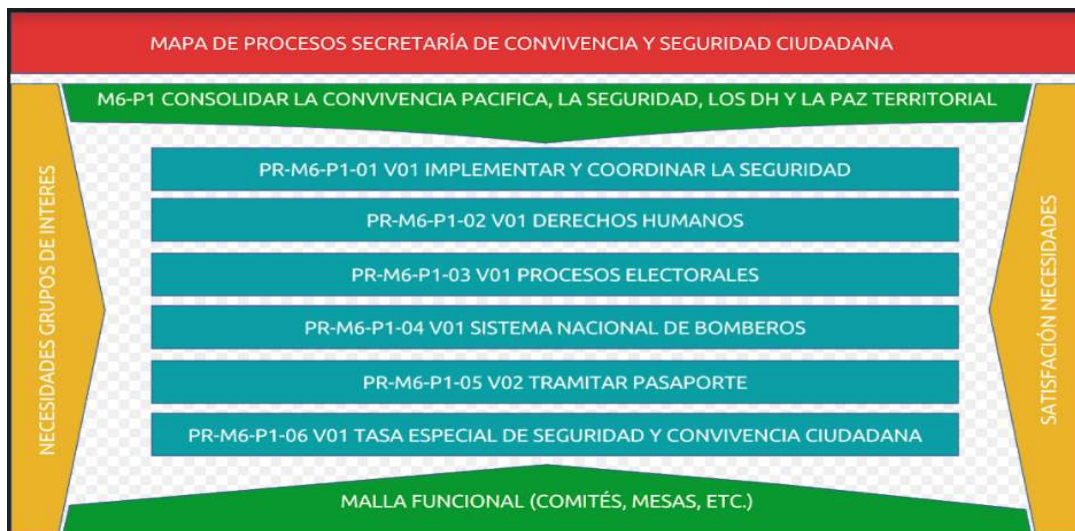 MAPA DE PROCESOS SECRETARÍA DE CONVIVENCIA Y SEGURIDAD CIUDADANA
M6-P1 CONSOLIDAR LA CONVIVENCIA PACIFICA, LA SEGURIDAD, LOS DH Y LA PAZ TERRITORIAL
NECESIDADES GRUPOS DE INTERES
PR-M6-P1-01 V01 IMPLEMENTAR Y COORDINAR LA SEGURIDAD
PR-M6-P1-02 V01 DERECHOS HUMANOS
PR-M6-P1-03 V01 PROCESOS ELECTORALES
PR-M6-P1-04 V01 SISTEMA NACIONAL DE BOMBEROS
PR-M6-P1-05 V02 TRAMITAR PASAPORTE
PR-M6-P1-06 V01 TASA ESPECIAL DE SEGURIDAD Y CONVIVENCIA CIUDADANA
SATISFACIÓN NECESIDADES
MALLA FUNCIONAL (COMITÉS, MESAS, ETC.)